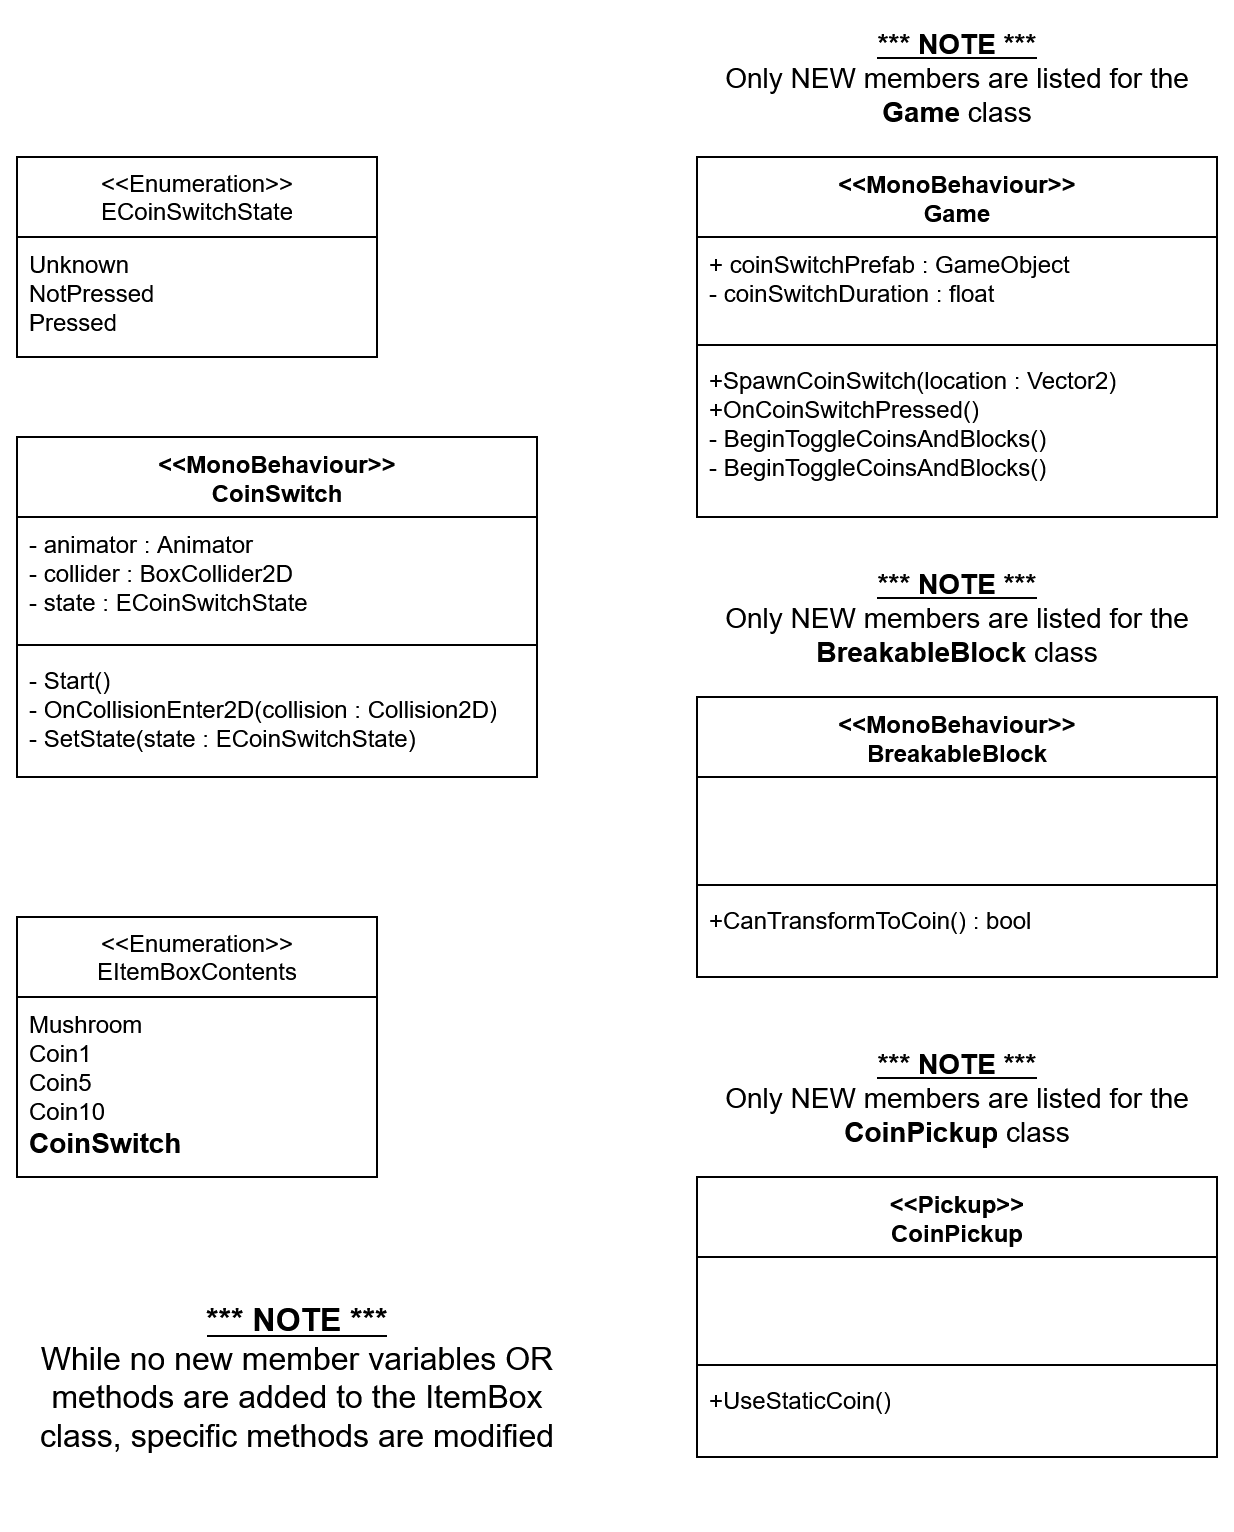 *** NOTE ***
Only NEW members are listed for the
Game class
<<Enumeration>>
ECoinSwitchState
Unknown
NotPressed
Pressed
<<MonoBehaviour>>
Game
+ coinSwitchPrefab : GameObject
- coinSwitchDuration : float
+SpawnCoinSwitch(location : Vector2)
+OnCoinSwitchPressed()
- BeginToggleCoinsAndBlocks()
- BeginToggleCoinsAndBlocks()
<<MonoBehaviour>>
CoinSwitch
- animator : Animator
- collider : BoxCollider2D
- state : ECoinSwitchState
- Start()
- OnCollisionEnter2D(collision : Collision2D)
- SetState(state : ECoinSwitchState)
*** NOTE ***
Only NEW members are listed for the
BreakableBlock class
<<MonoBehaviour>>
BreakableBlock
+CanTransformToCoin() : bool
<<Enumeration>>
EItemBoxContents
Mushroom
Coin1
Coin5
Coin10
CoinSwitch
*** NOTE ***
Only NEW members are listed for the
CoinPickup class
<<Pickup>>
CoinPickup
+UseStaticCoin()
*** NOTE ***
While no new member variables OR
methods are added to the ItemBox
class, specific methods are modified